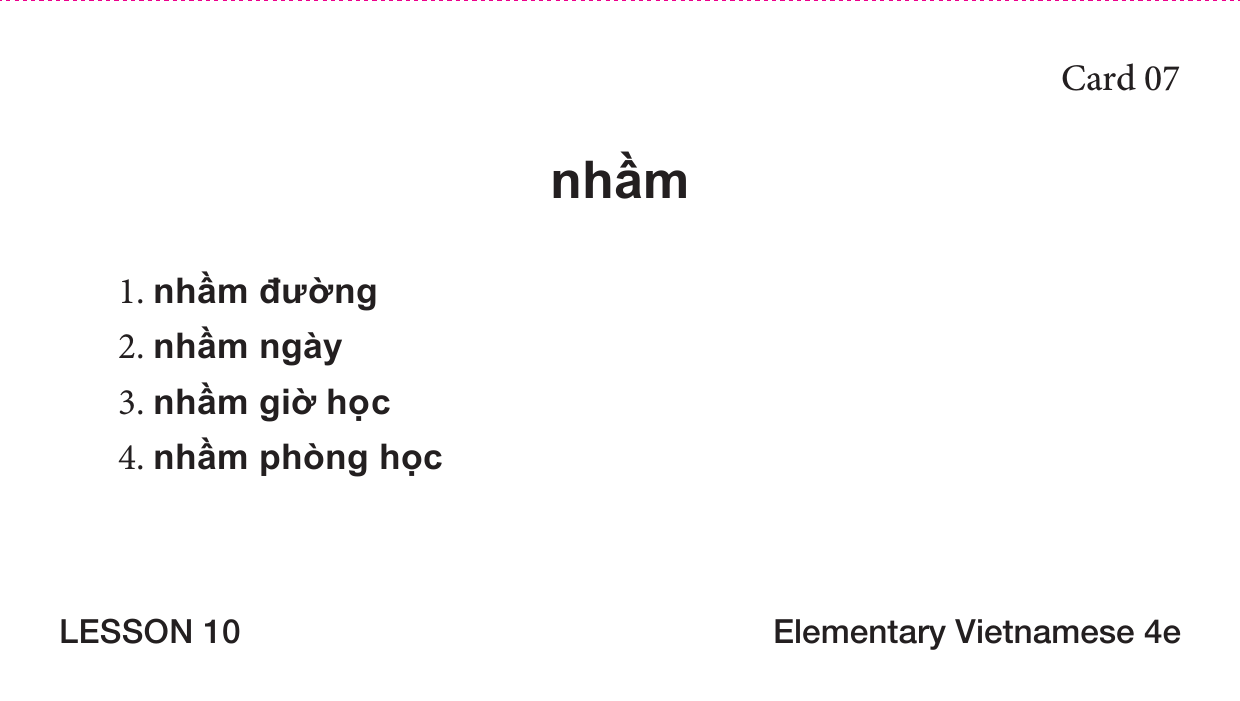 Card 07
nhầm
1. nhầm đường
2. nhầm ngày
3. nhầm giờ học
4. nhầm phòng học
LESSON 10
Elementary Vietnamese 4e